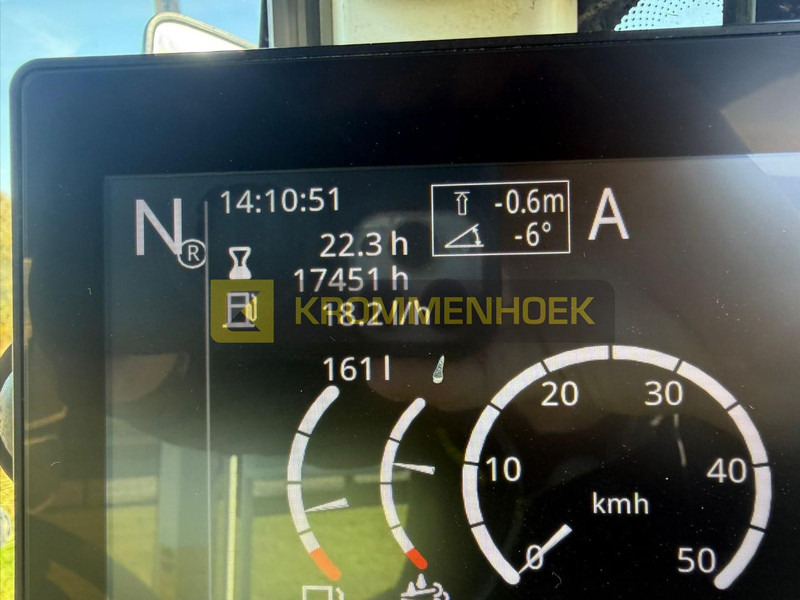 N
®
14:10:51
-0.6m
-6°
A
22.3 h
17451 h
18.2 l/h
KROMMENHOEK
161 l
0
10
20
30
40
50
kmh